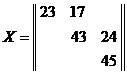 X = ‖ 23 17 ‖
‖ 43 24 ‖
‖ 45 ‖